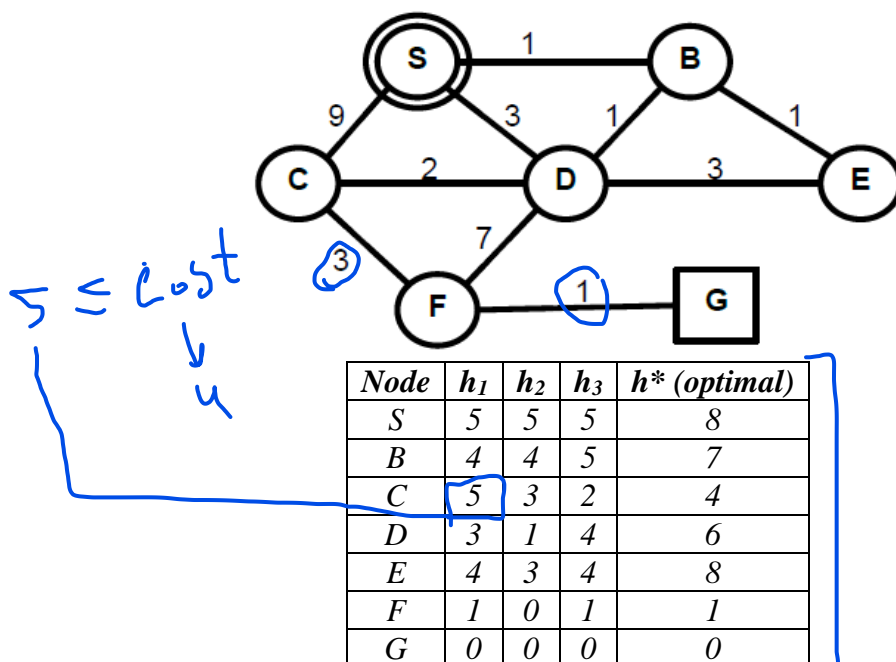 1
S B
9 3 1 1
C 2 D 3 E
3 7
F 1 G
5 ≤ cost
4
Node h1 h2 h3 h* (optimal)
S 5 5 5 8
B 4 4 5 7
C 5 3 2 4
D 3 1 4 6
E 4 3 4 8
F 1 0 1 1
G 0 0 0 0